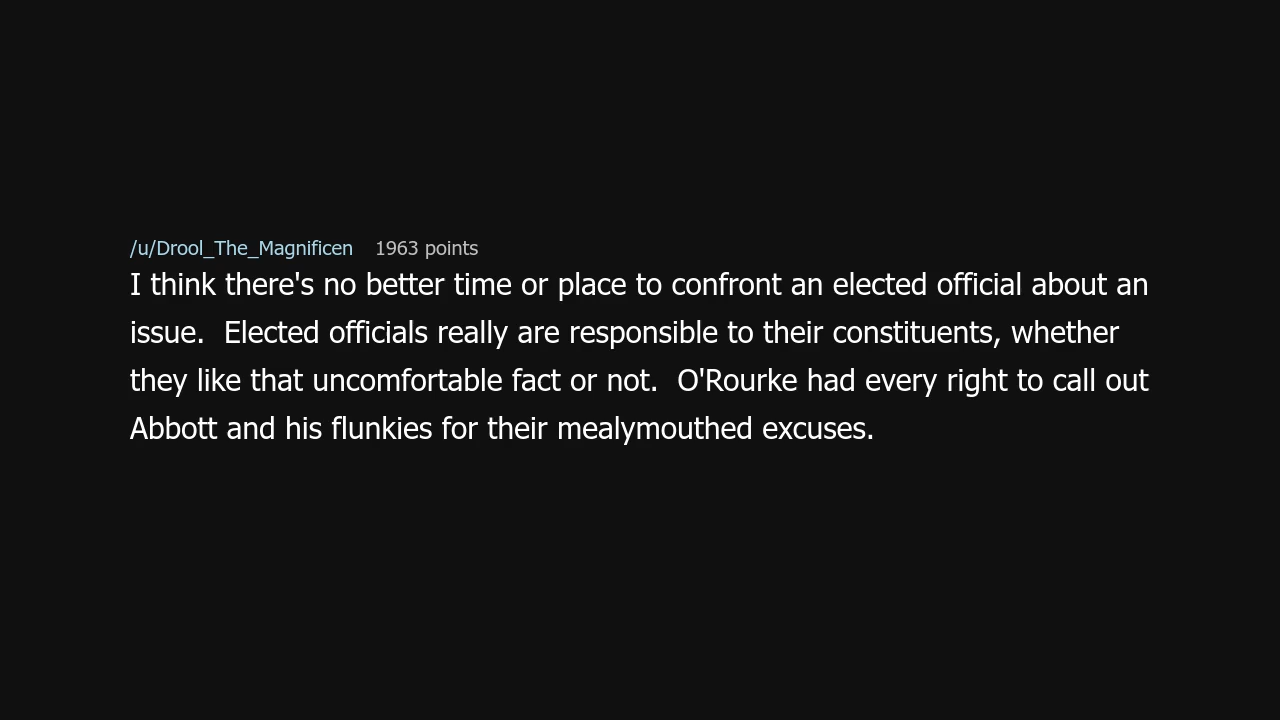 /u/Drool_The_Magnificen 1963 points
I think there's no better time or place to confront an elected official about an
issue.  Elected officials really are responsible to their constituents, whether
they like that uncomfortable fact or not.  O'Rourke had every right to call out
Abbott and his flunkies for their mealymouthed excuses.